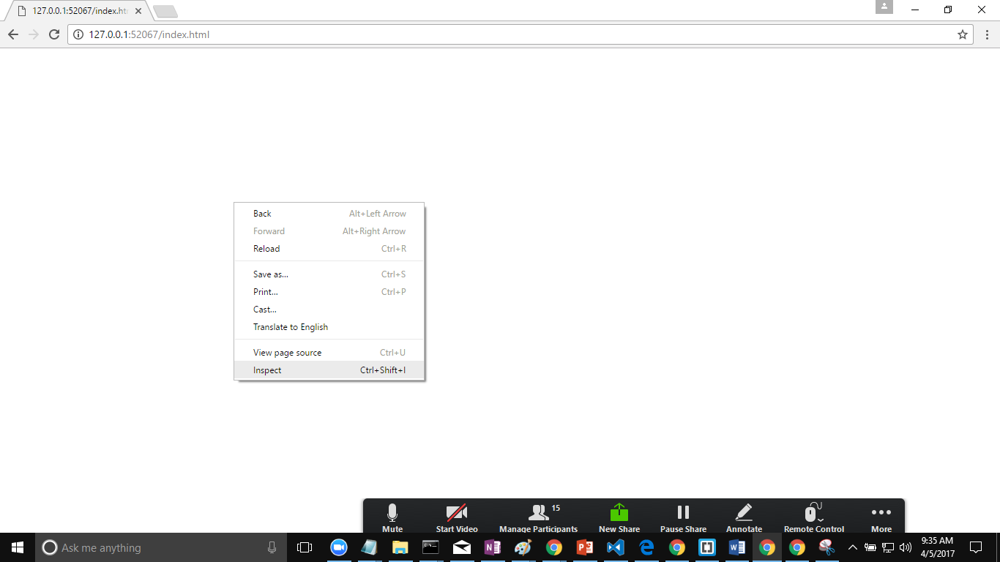 127.0.0.1:52067/index.ht
127.0.0.1:52067/index.html
Back Alt+Left Arrow
Forward Alt+Right Arrow
Reload Ctrl+R
Save as... Ctrl+S
Print... Ctrl+P
Cast...
Translate to English
View page source Ctrl+U
Inspect Ctrl+Shift+I
15
Mute Start Video Manage Participants New Share Pause Share Annotate Remote Control More
Ask me anything
9:35 AM
4/5/2017